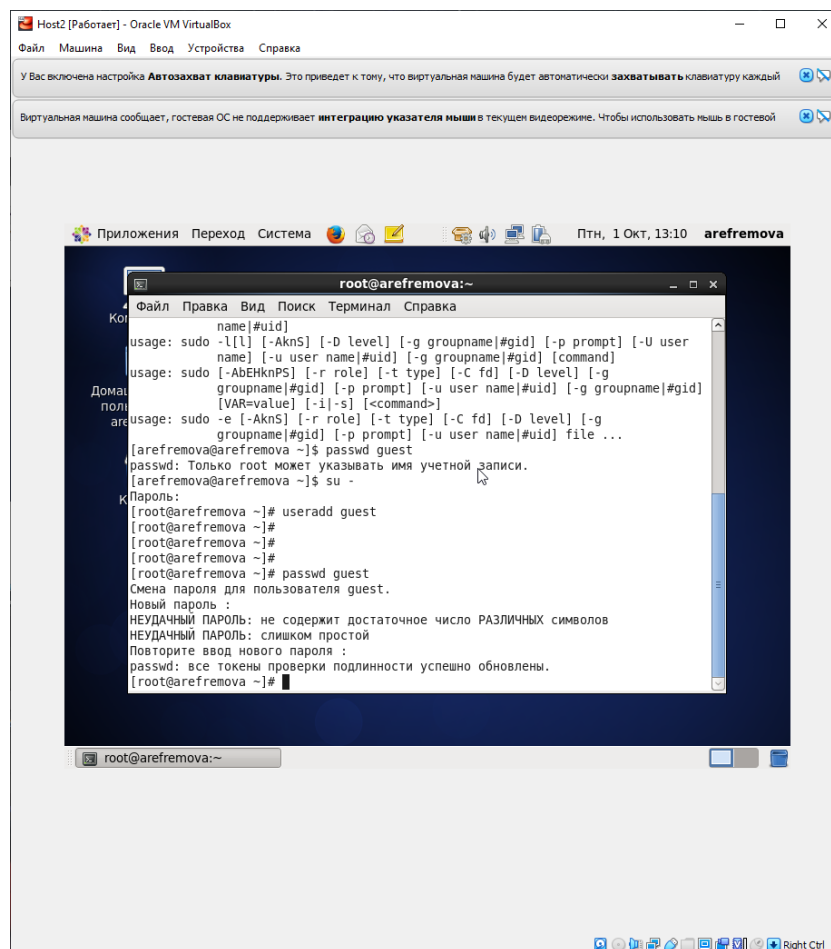 Host2 [Работает] - Oracle VM VirtualBox
Файл Машина Вид Ввод Устройства Справка
У Вас включена настройка Автозахват клавиатуры. Это приведет к тому, что виртуальная машина будет автоматически захватывать клавиатуру каждый
Виртуальная машина сообщает, гостевая ОС не поддерживает интеграцию указателя мыши в текущем видеорежиме. Чтобы использовать мышь в гостевой
Приложения Переход Система Птн, 1 Окт, 13:10 arefremova
root@arefremova:~
Файл Правка Вид Поиск Терминал Справка
name|#uid]
usage: sudo -l[l] [-AknS] [-D level] [-g groupname|#gid] [-p prompt] [-U user
name] [-u user name|#uid] [-g groupname|#gid] [command]
usage: sudo [-AbEHknPS] [-r role] [-t type] [-C fd] [-D level] [-g
groupname|#gid] [-p prompt] [-u user name|#uid] [-g groupname|#gid]
[VAR=value] [-i|-s] [<command>]
usage: sudo -e [-AknS] [-r role] [-t type] [-C fd] [-D level] [-g
groupname|#gid] [-p prompt] [-u user name|#uid] file ...
[arefremova@arefremova ~]$ passwd guest
passwd: Только root может указывать имя учетной записи.
[arefremova@arefremova ~]$ su -
Пароль:
[root@arefremova ~]# useradd guest
[root@arefremova ~]#
[root@arefremova ~]#
[root@arefremova ~]#
[root@arefremova ~]# passwd guest
Смена пароля для пользователя guest.
Новый пароль :
НЕУДАЧНЫЙ ПАРОЛЬ: не содержит достаточное число РАЗЛИЧНЫХ символов
НЕУДАЧНЫЙ ПАРОЛЬ: слишком простой
Повторите ввод нового пароля :
passwd: все токены проверки подлинности успешно обновлены.
[root@arefremova ~]#
root@arefremova:~
Right Ctrl